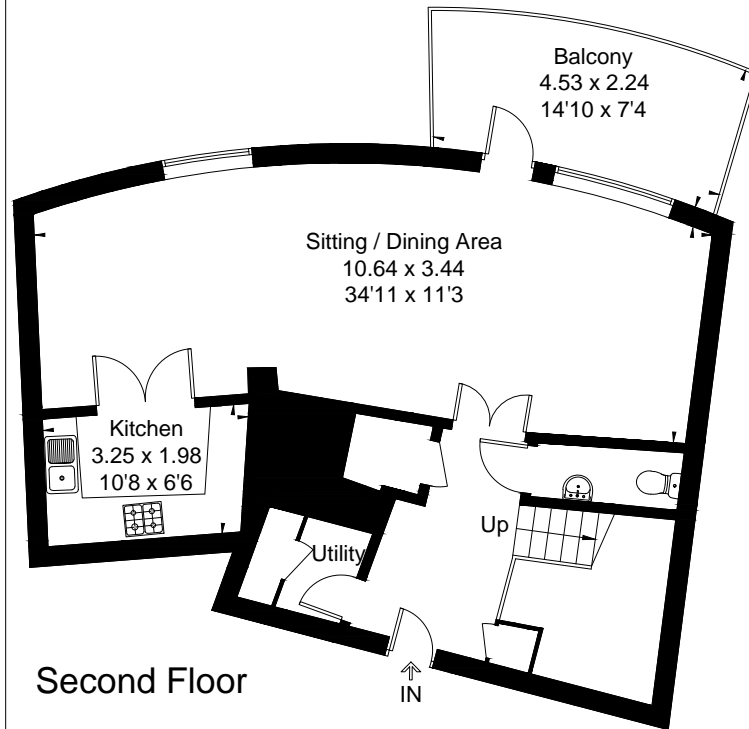 Balcony
4.53 x 2.24
14'10 x 7'4
Sitting / Dining Area
10.64 x 3.44
34'11 x 11'3
Kitchen
3.25 x 1.98
10'8 x 6'6
Up
Utility
Second Floor
IN